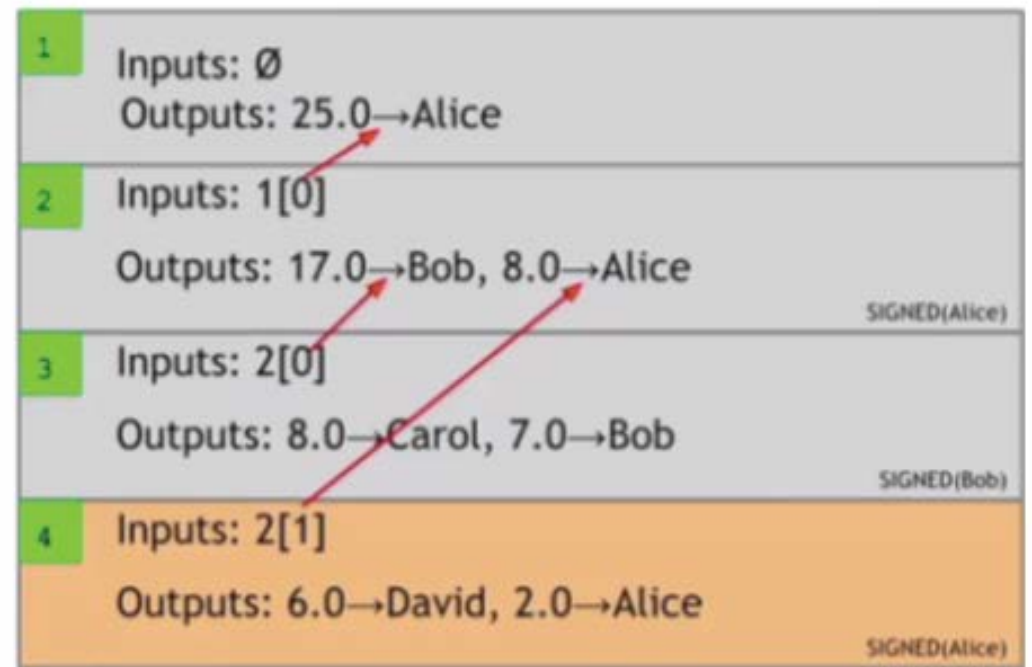 1
Inputs: Ø
Outputs: 25.0→Alice
2
Inputs: 1[0]
Outputs: 17.0→Bob, 8.0→Alice
SIGNED(Alice)
3
Inputs: 2[0]
Outputs: 8.0→Carol, 7.0→Bob
SIGNED(Bob)
4
Inputs: 2[1]
Outputs: 6.0→David, 2.0→Alice
SIGNED(Alice)